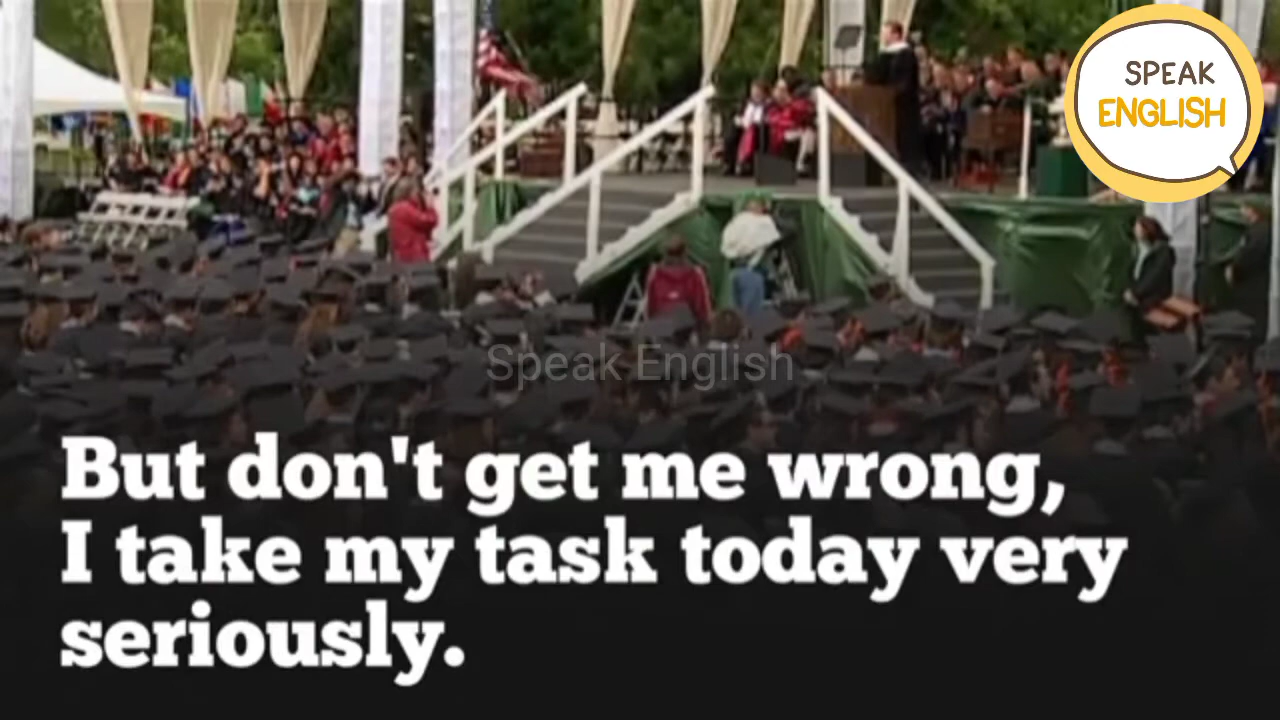 SPEAK
ENGLISH
Speak English
But don't get me wrong,
I take my task today very
seriously.